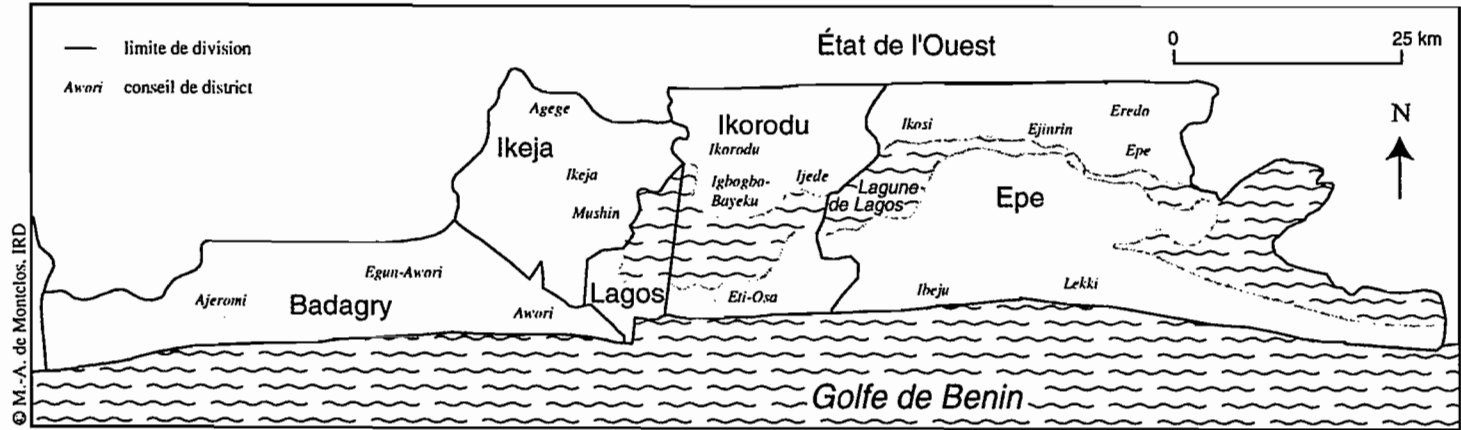 limite de division
Awori conseil de district
État de l'Ouest
0 25 km
N
Agege
Ikeja
Ikeja
Mushin
Ikorodu
Ikorodu
Igbogbo-
Bayeku
Ijede
Ikosi
Ejinrin
Eredo
Epe
Lagune
de Lagos
Epe
Egun-Awori
Ajeromi
Badagry
Awori
Lagos
Eti-Osa
Ibeju
Lekki
Golfe de Benin
© M.-A. de Montclos, IRD